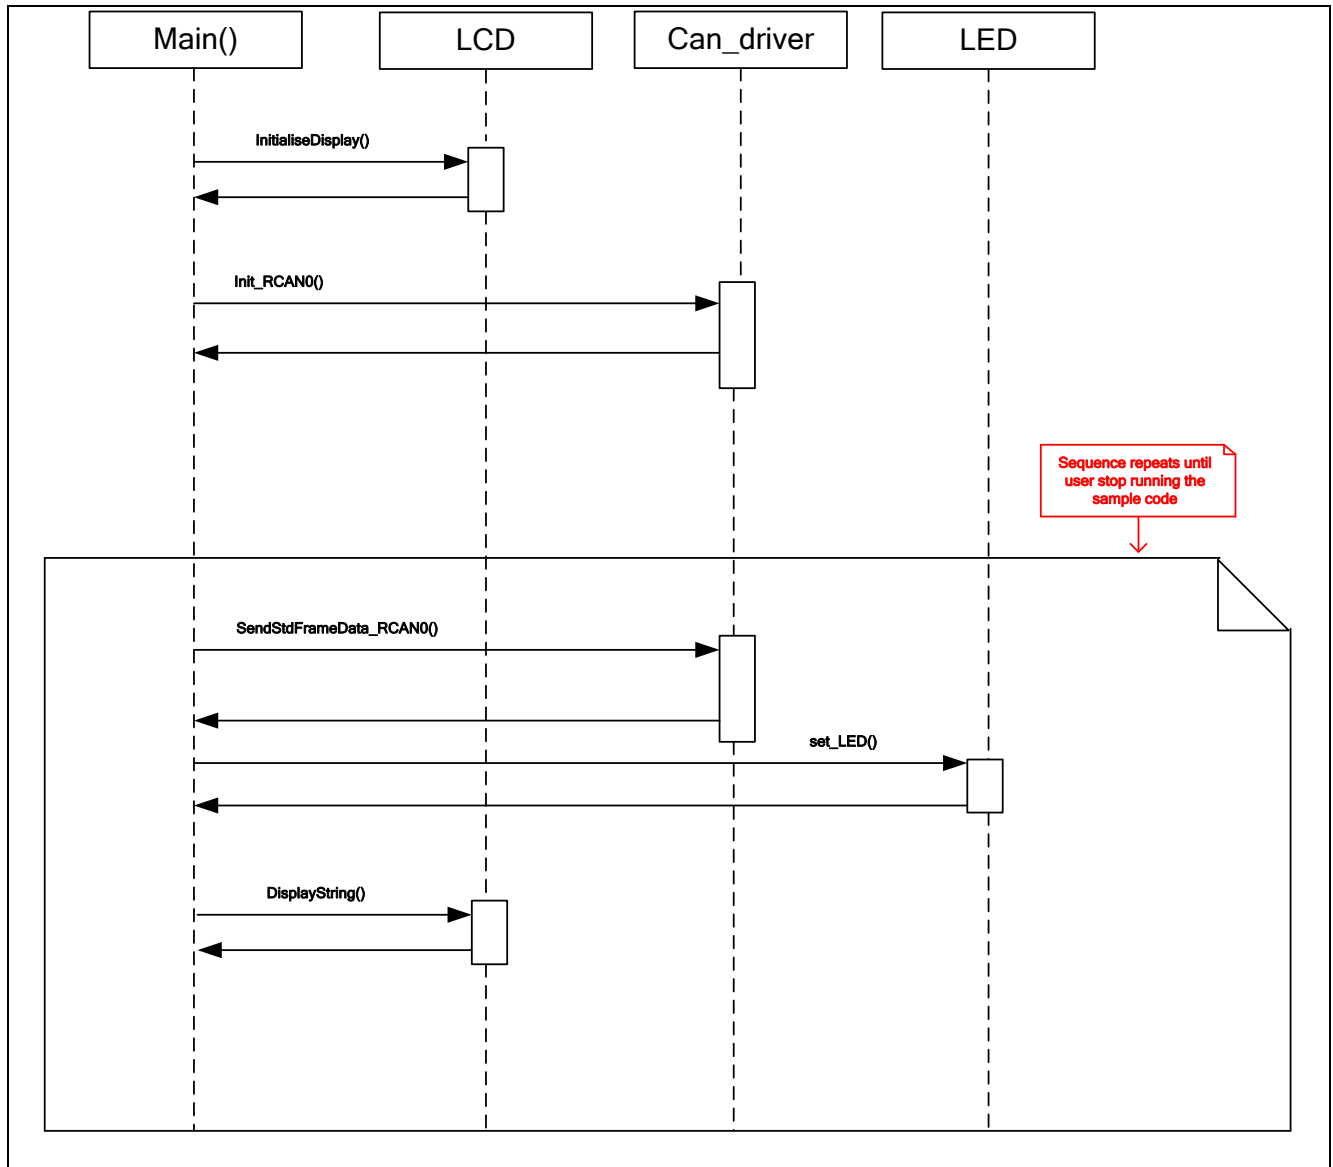 Main()
LCD
Can_driver
LED
InitialiseDisplay()
Init_RCAN0()
Sequence repeats until
user stop running the
sample code
SendStdFrameData_RCAN0()
set_LED()
DisplayString()